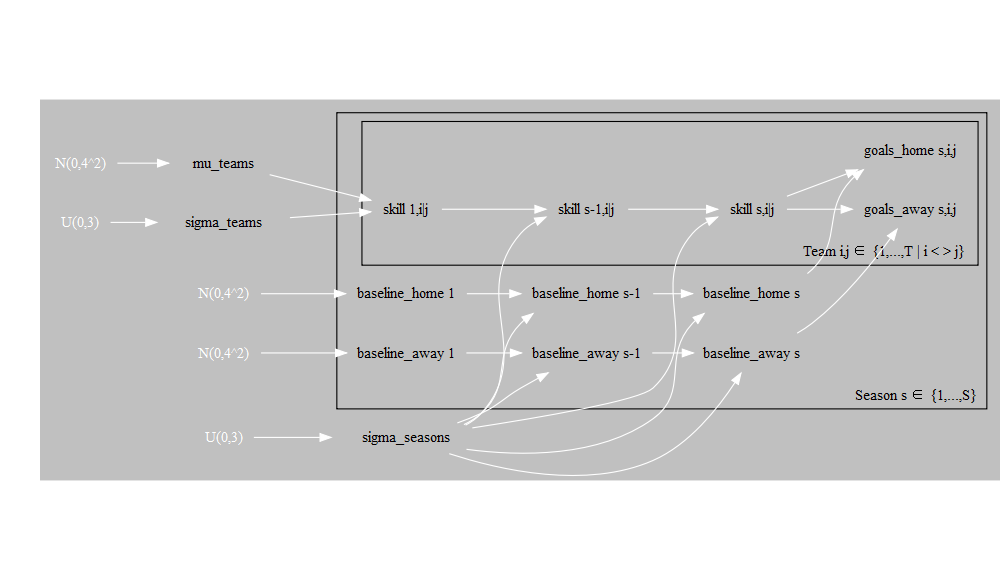 goals_home s,i,j
N(0,4^2)
mu_teams
U(0,3)
sigma_teams
skill 1,i|j
skill s-1,i|j
skill s,i|j
goals_away s,i,j
Team i,j ∈ {1,...,T | i < > j}
N(0,4^2)
baseline_home 1
baseline_home s-1
baseline_home s
N(0,4^2)
baseline_away 1
baseline_away s-1
baseline_away s
Season s ∈ {1,...,S}
U(0,3)
sigma_seasons